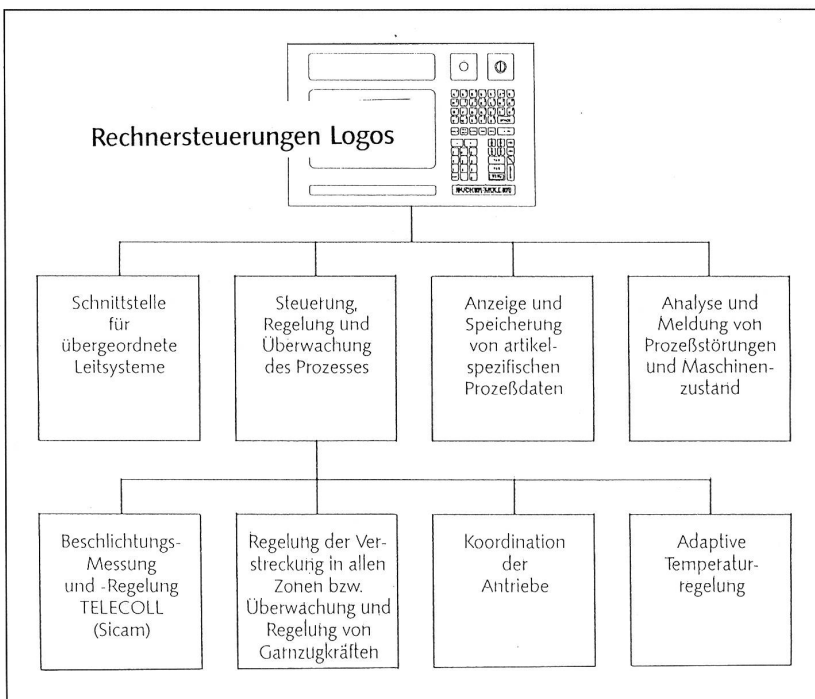 Rechnersteuerungen Logos
Schnittstelle
für
übergeordnete
Leitsysteme
Steuerung,
Regelung und
Überwachung
des Prozesses
Anzeige und
Speicherung
von artikel-
spezifischen
Prozeßdaten
Analyse und
Meldung von
Prozeßstörungen
und Maschinen-
zustand
Beschlichtungs-
Messung
und -Regelung
TELECOLL
(Sicam)
Regelung der Ver-
streckung in allen
Zonen bzw.
Überwachung und
Regelung von
Garnzugkräften
Koordination
der
Antriebe
Adaptive
Temperatur-
regelung